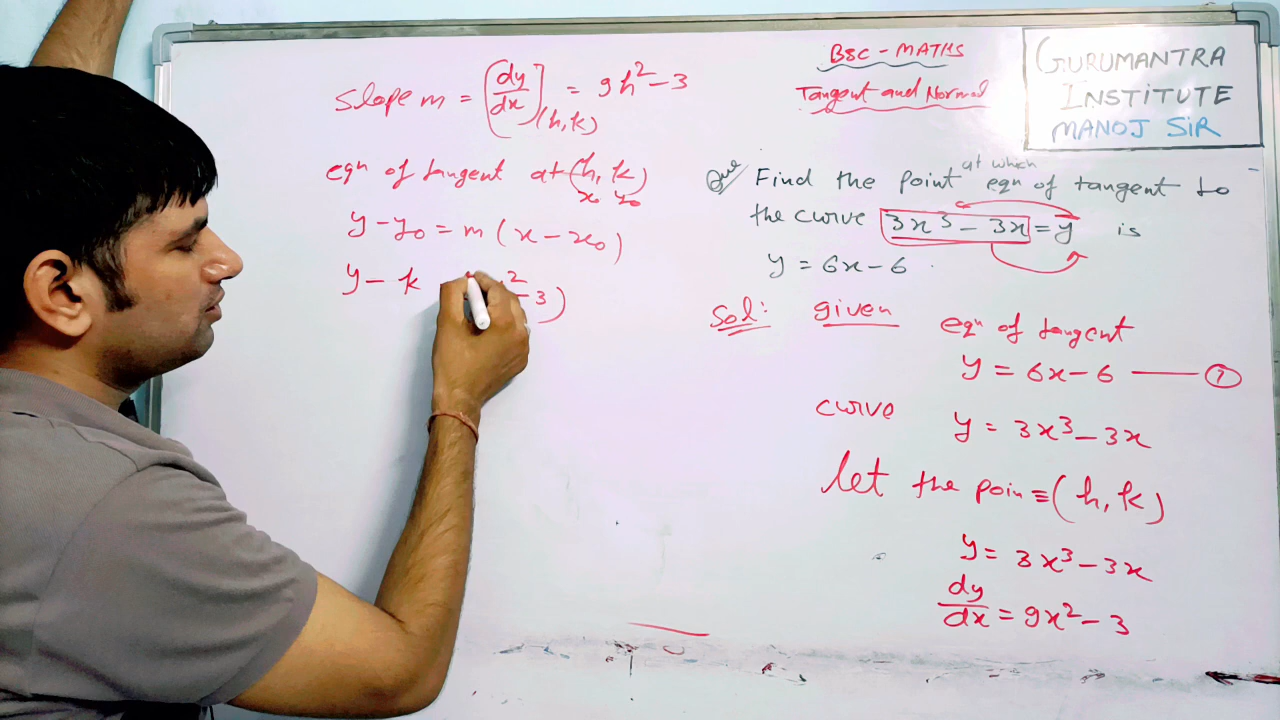 BSC - MATHS
Tangent and Normal
GURUMANTRA
INSTITUTE
MANOJ SIR
Slope m = (dy/dx](h,k) = 9h² - 3
eqn of tangent at (h, k)
x₀ y₀
y - y₀ = m (x - x₀)
y - k
² - 3)
Que Find the point at which eqn of tangent to
the curve 3x³ - 3x = y is
y = 6x - 6 .
Sol: given eqn of tangent
y = 6x - 6 —— ①
curve y = 3x³ - 3x
let the poin ≡ (h, k)
y = 3x³ - 3x
dy/dx = 9x² - 3